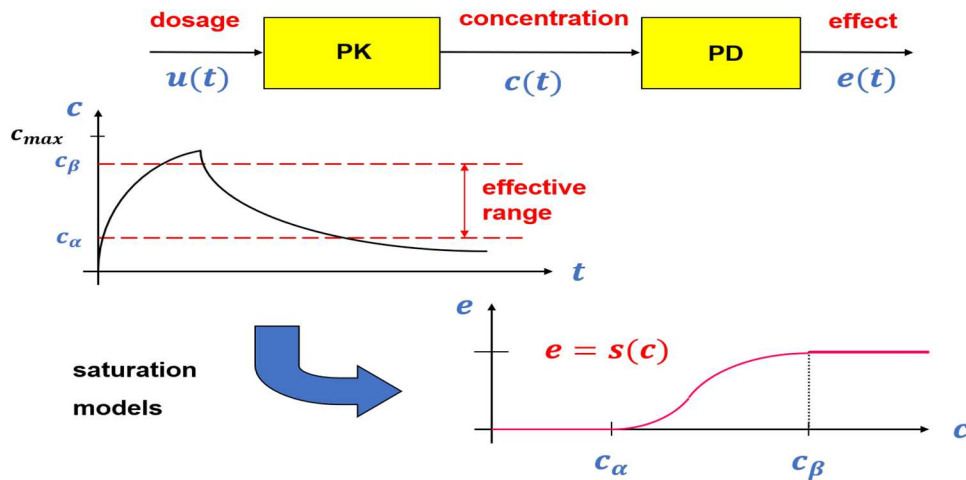 dosage
PK
concentration
PD
effect
u(t)
c(t)
e(t)
c
c_max
c_β
effective
range
c_α
t
e
e = s(c)
saturation
models
c_α
c_β
c